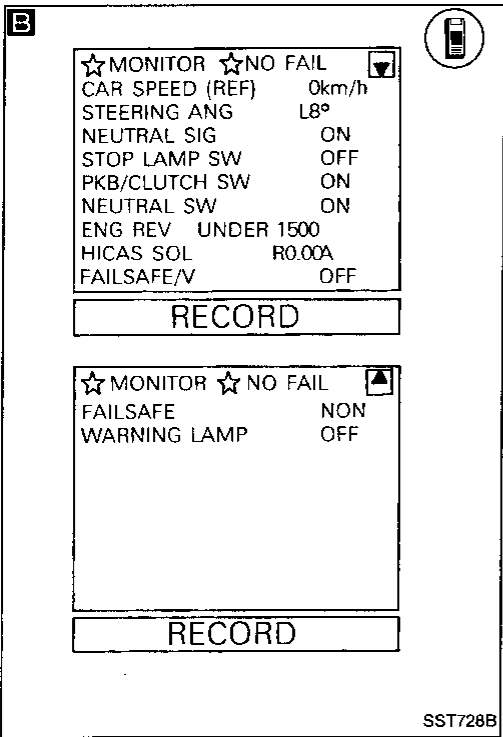 B
☆MONITOR ☆NO FAIL ▼
CAR SPEED (REF) 0km/h
STEERING ANG L8°
NEUTRAL SIG ON
STOP LAMP SW OFF
PKB/CLUTCH SW ON
NEUTRAL SW ON
ENG REV UNDER 1500
HICAS SOL R0.00A
FAILSAFE/V OFF
RECORD
☆MONITOR ☆NO FAIL ▲
FAILSAFE NON
WARNING LAMP OFF
RECORD
SST728B